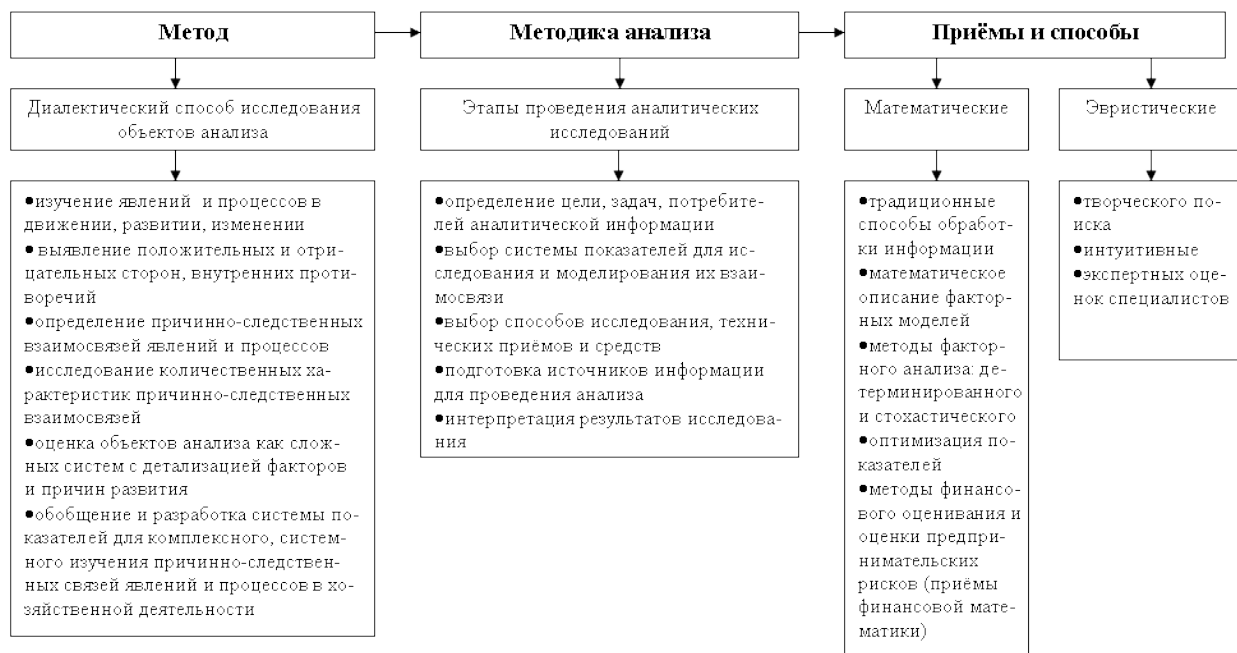 Метод
Методика анализа
Приёмы и способы
Диалектический способ исследования
объектов анализа
Этапы проведения аналитических
исследований
Математические
Эвристические
●изучение явлений и процессов в
движении, развитии, изменении
● выявление положительных и отри-
цательных сторон, внутренних проти-
воречий
●определение причинно-следственных
взаимосвязей явлений и процессов
●исследование количественных ха-
рактеристик причинно-следственных
взаимосвязей
●оценка объектов анализа как слож-
ных систем с детализацией факторов
и причин развития
●обобщение и разработка системы по-
казателей для комплексного, систем-
ного изучения причинно-следствен-
ных связей явлений и процессов в хо-
зяйственной деятельности
●определение цели, задач, потребите-
лей аналитической информации
●выбор системы показателей для ис-
следования и моделирования их взаи-
мосвязи
●выбор способов исследования, техни-
ческих приёмов и средств
●подготовка источников информации
для проведения анализа
●интерпретация результатов исследова-
ния
●традиционные
способы обработ-
ки информации
●математическое
описание фактор-
ных моделей
●методы фактор-
ного анализа: де-
терминированного
и стохастического
●оптимизация по-
казателей
●методы финансо-
вого оценивания и
оценки предпри-
нимательских
рисков (приёмы
финансовой мате-
матики)
●творческого по-
иска
●интуитивные
●экспертных оце-
нок специалистов